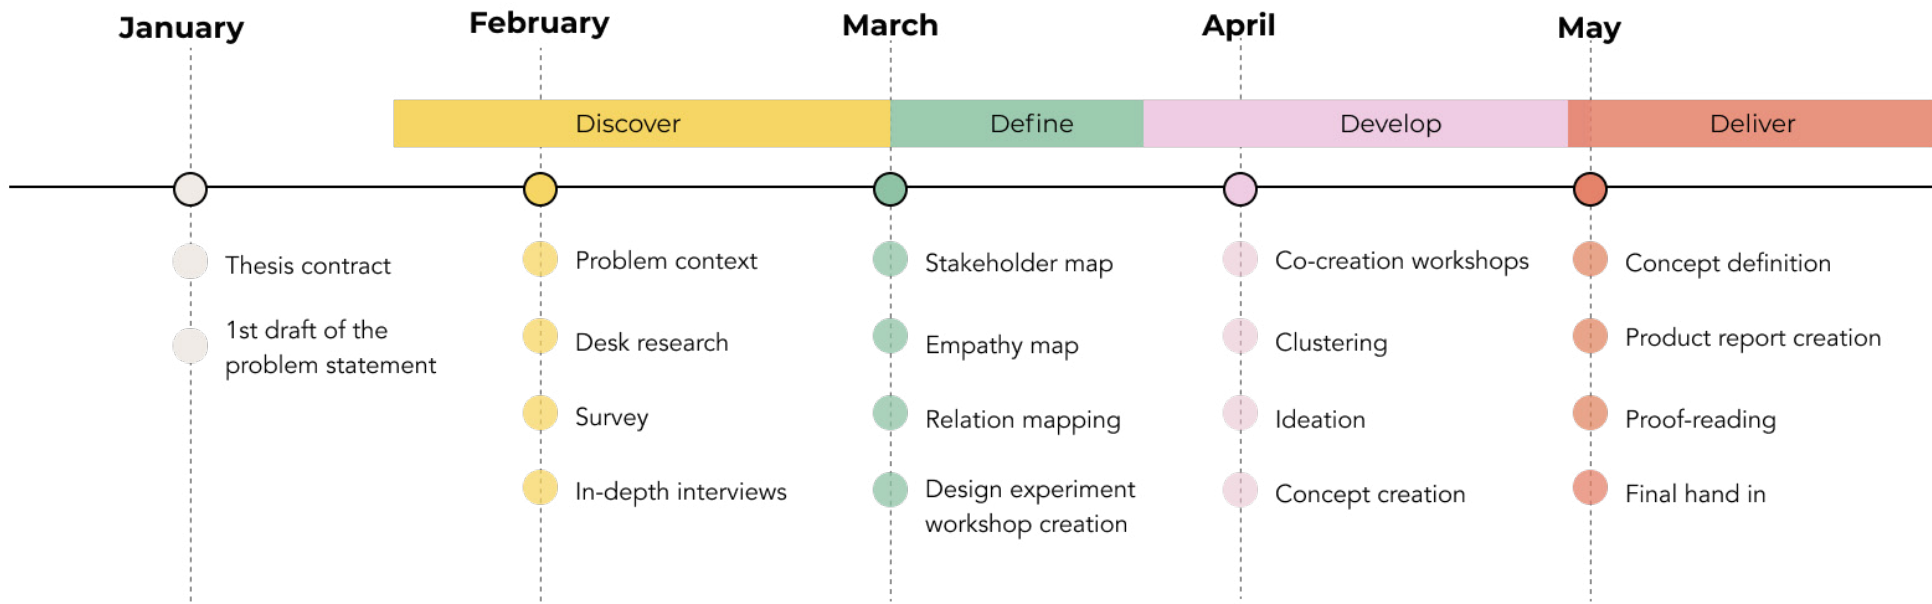 January
February
March
April
May
Discover
Define
Develop
Deliver
Thesis contract
1st draft of the
problem statement
Problem context
Desk research
Survey
In-depth interviews
Stakeholder map
Empathy map
Relation mapping
Design experiment
workshop creation
Co-creation workshops
Clustering
Ideation
Concept creation
Concept definition
Product report creation
Proof-reading
Final hand in